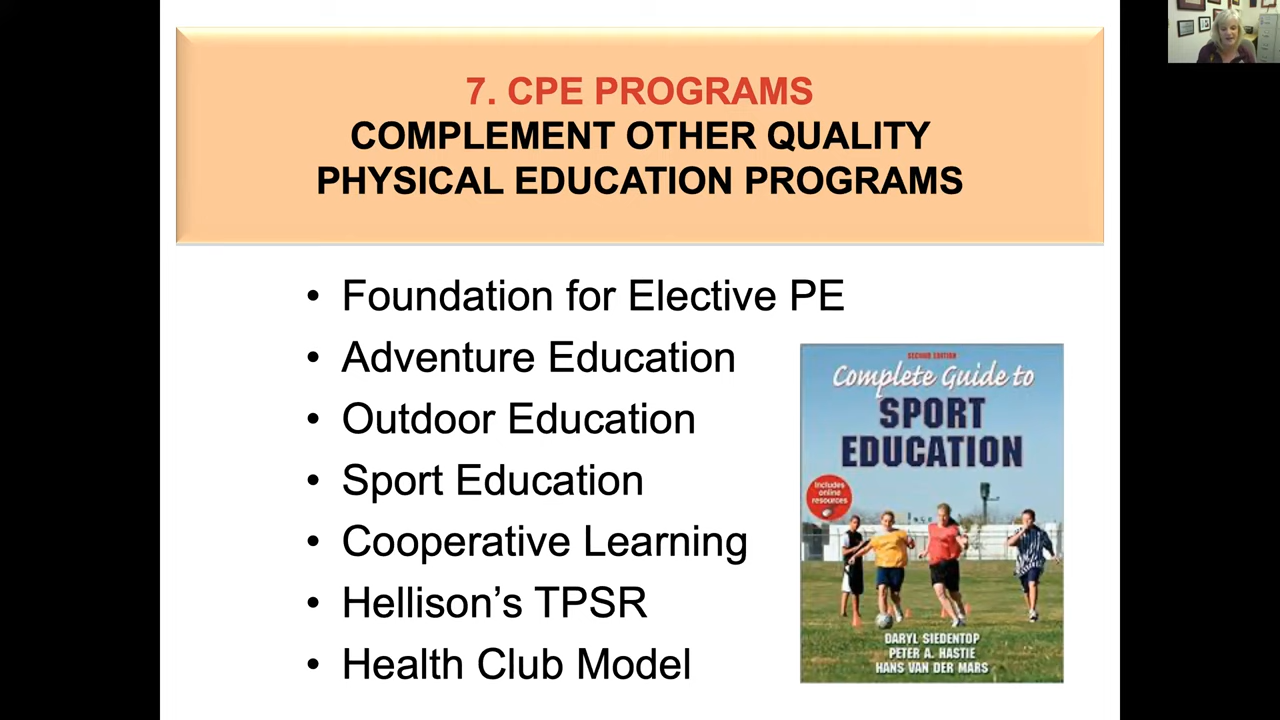 7. CPE PROGRAMS
COMPLEMENT OTHER QUALITY
PHYSICAL EDUCATION PROGRAMS
• Foundation for Elective PE
• Adventure Education
• Outdoor Education
• Sport Education
• Cooperative Learning
• Hellison's TPSR
• Health Club Model
SECOND EDITION
Complete Guide to
SPORT
EDUCATION
Includes
online
resources
DARYL SIEDENTOP
PETER A. HASTIE
HANS VAN DER MARS